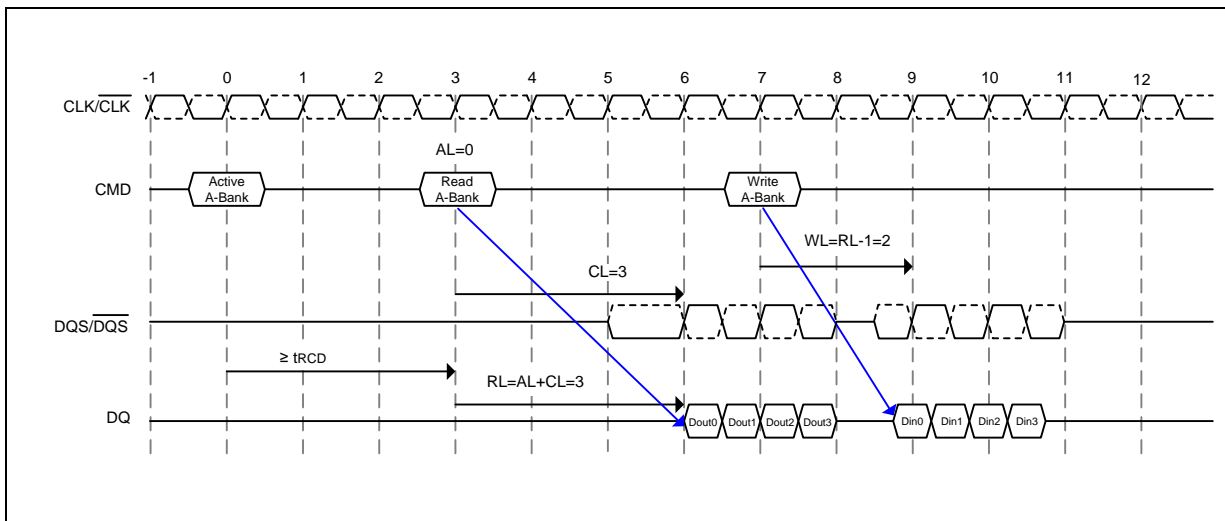 -1 0 1 2 3 4 5 6 7 8 9 10 11 12
CLK/C̅L̅K̅
AL=0
CMD
Active
A-Bank
Read
A-Bank
Write
A-Bank
WL=RL-1=2
CL=3
DQS/D̅Q̅S̅
≥ tRCD
RL=AL+CL=3
DQ
Dout0 Dout1 Dout2 Dout3 Din0 Din1 Din2 Din3